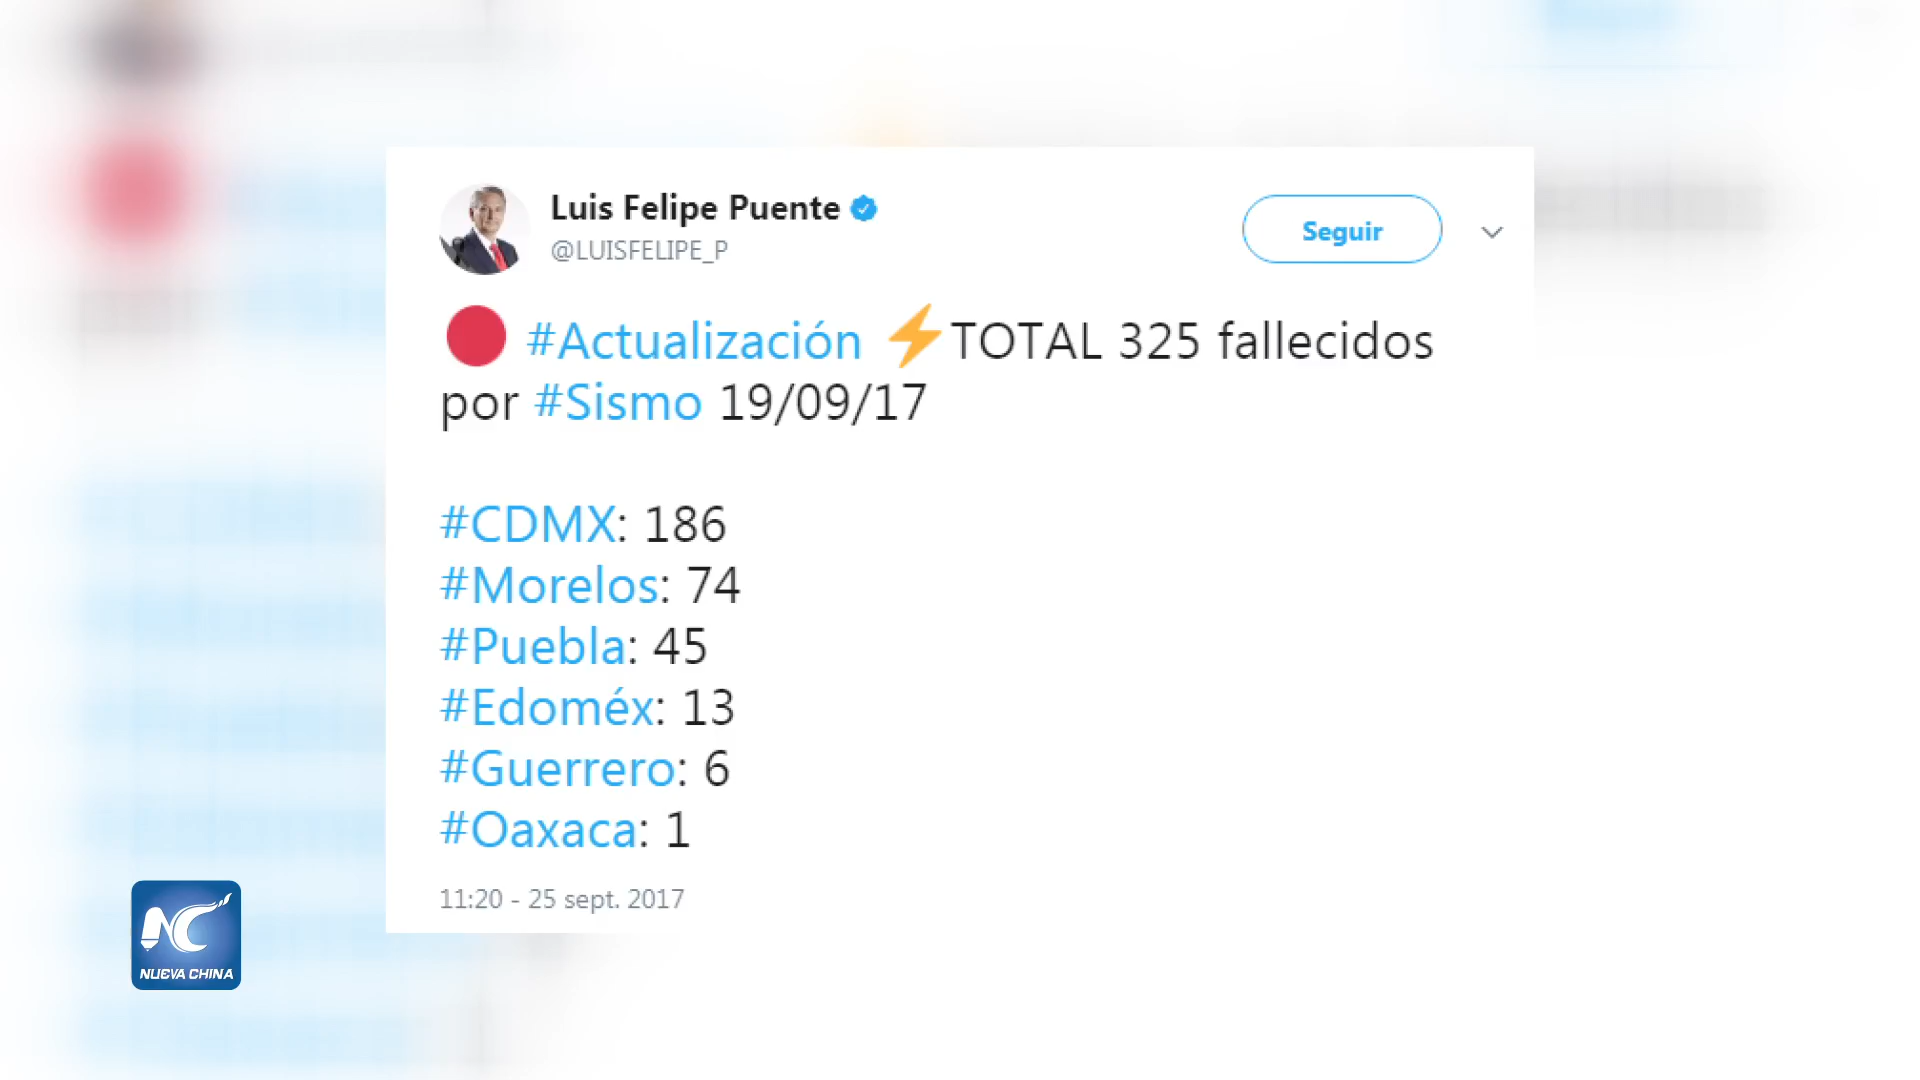 Luis Felipe Puente
@LUISFELIPE_P
Seguir
#Actualización ⚡TOTAL 325 fallecidos
por #Sismo 19/09/17
#CDMX: 186
#Morelos: 74
#Puebla: 45
#Edoméx: 13
#Guerrero: 6
#Oaxaca: 1
11:20 - 25 sept. 2017
NC
NUEVA CHINA